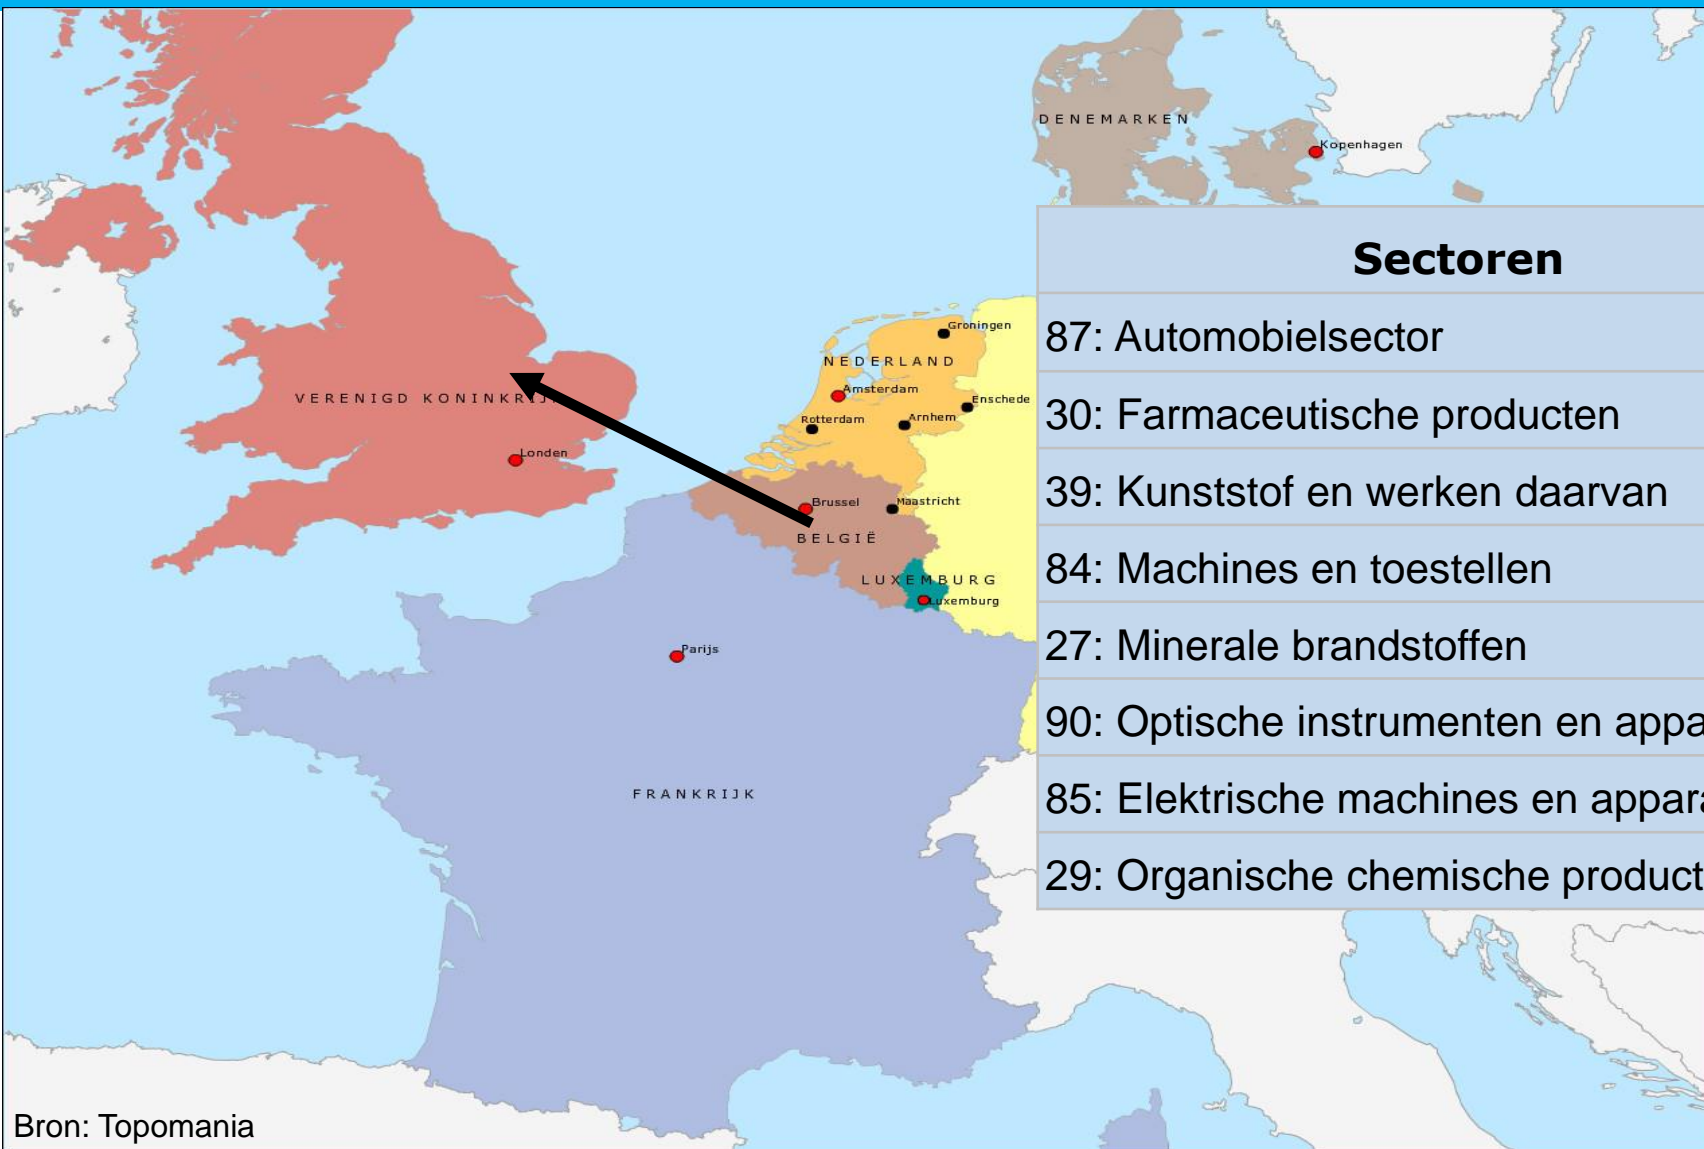 DENEMARKEN
Kopenhagen
Sectoren
87: Automobielsector
30: Farmaceutische producten
39: Kunststof en werken daarvan
84: Machines en toestellen
27: Minerale brandstoffen
90: Optische instrumenten en appa
85: Elektrische machines en appara
29: Organische chemische product
Groningen
NEDERLAND
Amsterdam
Enschede
Rotterdam
Arnhem
VERENIGD KONINKRIJK
Londen
Brussel
Maastricht
BELGIË
LUXEMBURG
Luxemburg
Parijs
FRANKRIJK
Bron: Topomania